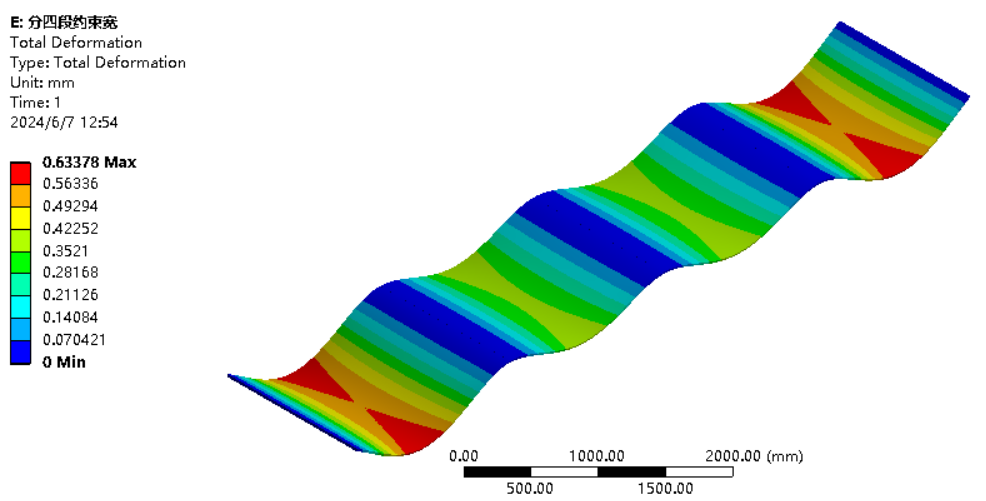 E: 分四段约束宽
Total Deformation
Type: Total Deformation
Unit: mm
Time: 1
2024/6/7 12:54
0.63378 Max
0.56336
0.49294
0.42252
0.3521
0.28168
0.21126
0.14084
0.070421
0 Min
0.00 1000.00 2000.00 (mm)
500.00 1500.00